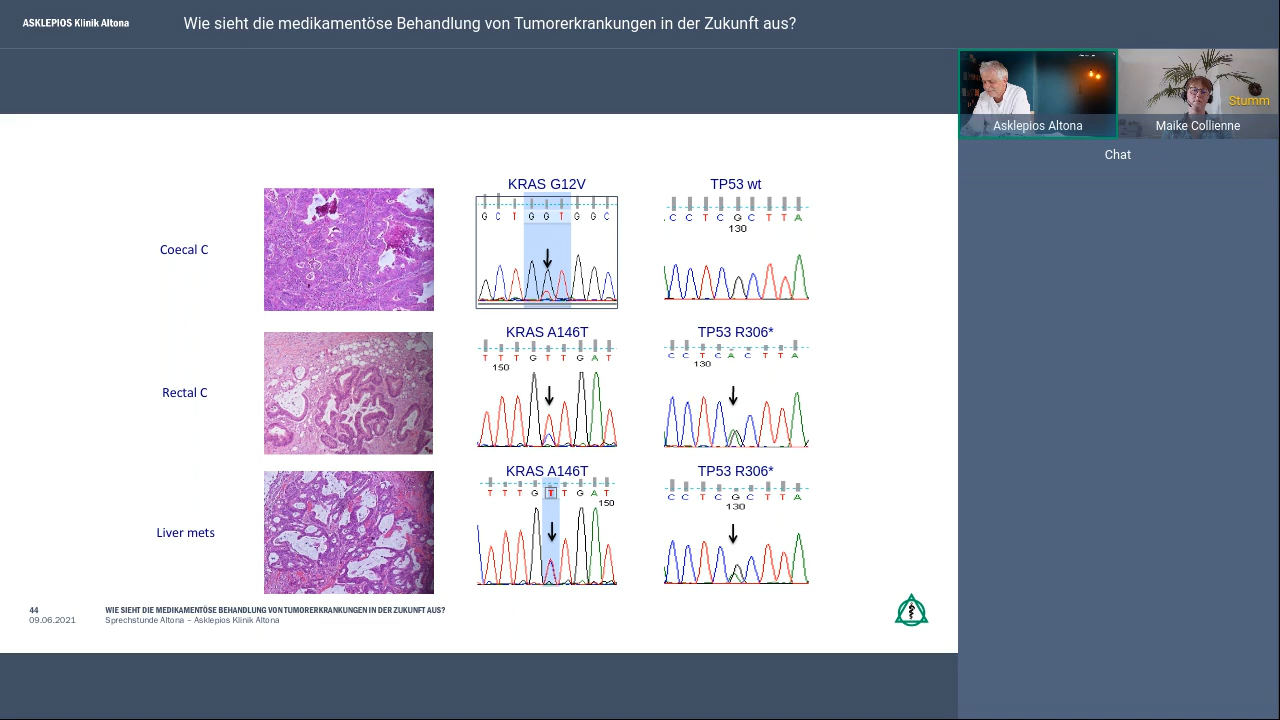 ASKLEPIOS Klinik Altona
Wie sieht die medikamentöse Behandlung von Tumorerkrankungen in der Zukunft aus?
Asklepios Altona
Stumm
Maike Collienne
Chat
KRAS G12V
TP53 wt
G C T G G T G G C
C C T C G C T T A
130
Coecal C
KRAS A146T
TP53 R306*
T T T G T T G A T
150
C C T C A C T T A
130
Rectal C
KRAS A146T
TP53 R306*
T T T G T T G A T
150
C C T C G C T T A
130
Liver mets
44
WIE SIEHT DIE MEDIKAMENTÖSE BEHANDLUNG VON TUMORERKRANKUNGEN IN DER ZUKUNFT AUS?
09.06.2021
Sprechstunde Altona – Asklepios Klinik Altona